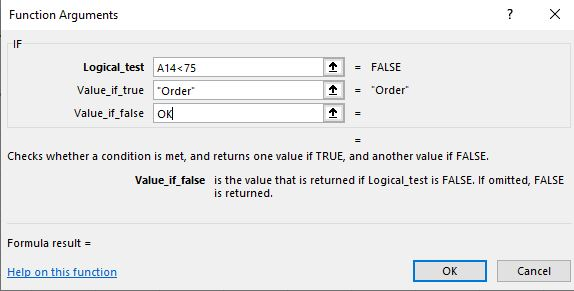 Function Arguments ? ×
IF
Logical_test A14<75 = FALSE
Value_if_true "Order" = "Order"
Value_if_false OK =
=
Checks whether a condition is met, and returns one value if TRUE, and another value if FALSE.
Value_if_false is the value that is returned if Logical_test is FALSE. If omitted, FALSE
is returned.
Formula result =
Help on this function OK Cancel